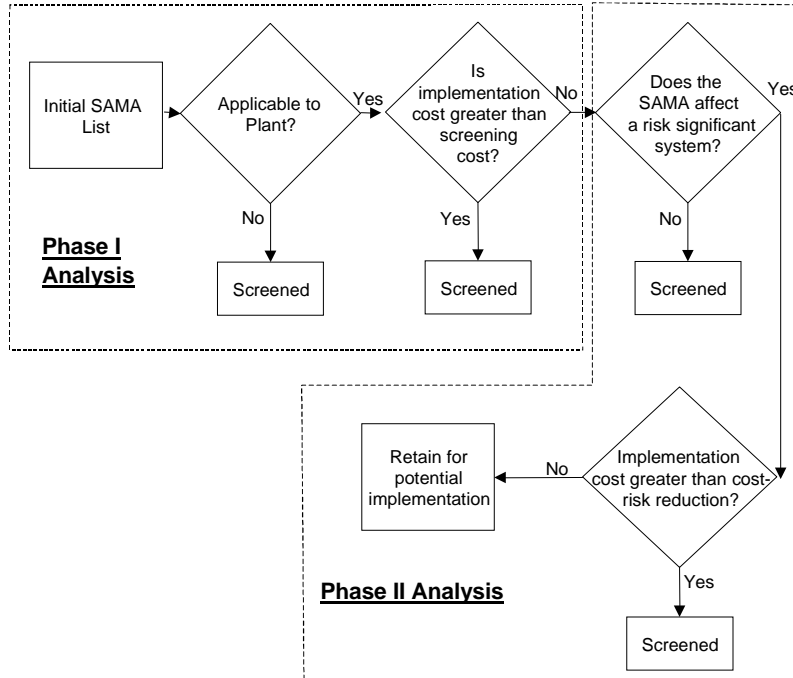 Initial SAMA
List
Applicable to
Plant?
Yes
No
Screened
Is
implementation
cost greater than
screening
cost?
No
Yes
Screened
Phase I
Analysis
Does the
SAMA affect
a risk significant
system?
Yes
No
Screened
Implementation
cost greater than cost-
risk reduction?
No
Retain for
potential
implementation
Yes
Screened
Phase II Analysis